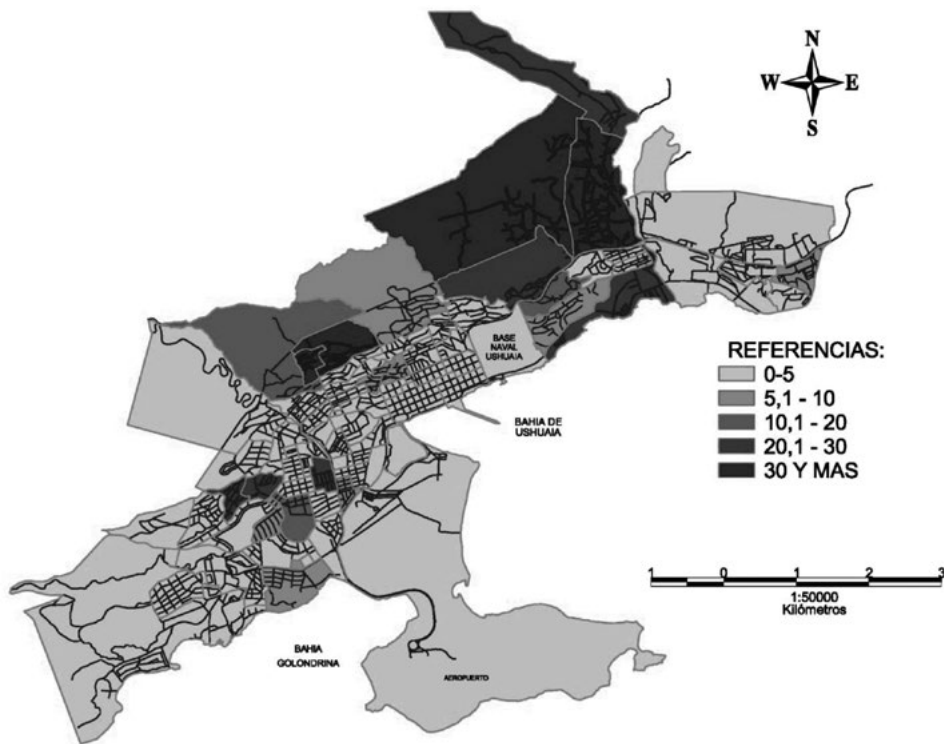 N
W E
S
BASE
NAVAL
USHUAIA
REFERENCIAS:
0-5
5,1 - 10
10,1 - 20
20,1 - 30
30 Y MAS
BAHIA DE
USHUAIA
1 0 1 2 3
1:50000
Kilómetros
BAHIA
GOLONDRINA
AEROPUERTO